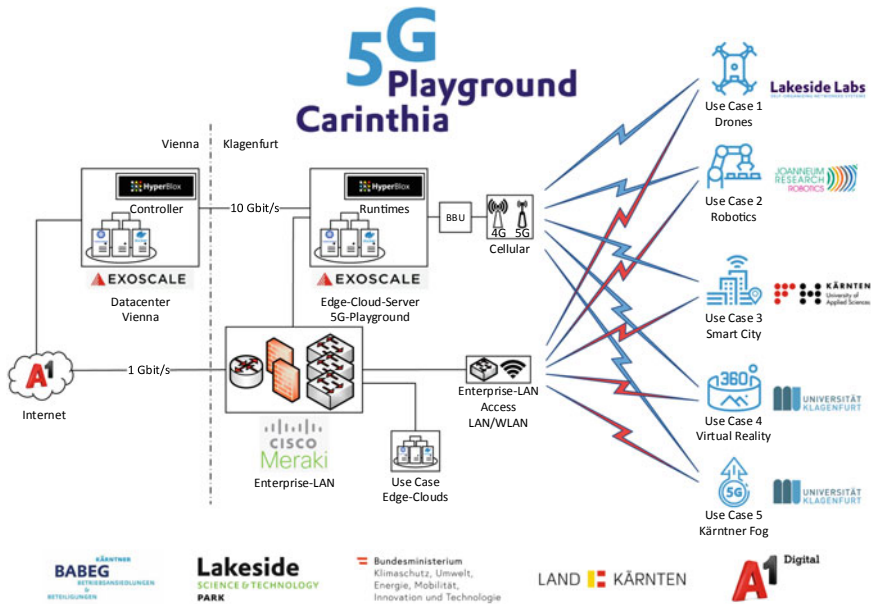 5G
Playground
Carinthia
Vienna
Klagenfurt
HyperBlox
Controller
10 Gbit/s
HyperBlox
Runtimes
BBU
4G 5G
Cellular
EXOSCALE
Datacenter
Vienna
EXOSCALE
Edge-Cloud-Server
5G-Playground
A1
Internet
1 Gbit/s
CISCO
Meraki
Enterprise-LAN
Use Case
Edge-Clouds
Enterprise-LAN
Access
LAN/WLAN
Use Case 1
Drones
Lakeside Labs
SELF-ORGANIZING NETWORKED SYSTEMS
Use Case 2
Robotics
JOANNEUM
RESEARCH
ROBOTICS
Use Case 3
Smart City
KÄRNTEN
University of
Applied Sciences
360°
Use Case 4
Virtual Reality
UNIVERSITÄT
KLAGENFURT
5G
Use Case 5
Kärntner Fog
UNIVERSITÄT
KLAGENFURT
KÄRNTNER
BABEG
BETRIEBSANSIEDLUNGEN
&
BETEILIGUNGEN
Lakeside
SCIENCE & TECHNOLOGY
PARK
Bundesministerium
Klimaschutz, Umwelt,
Energie, Mobilität,
Innovation und Technologie
LAND KÄRNTEN
A1 Digital